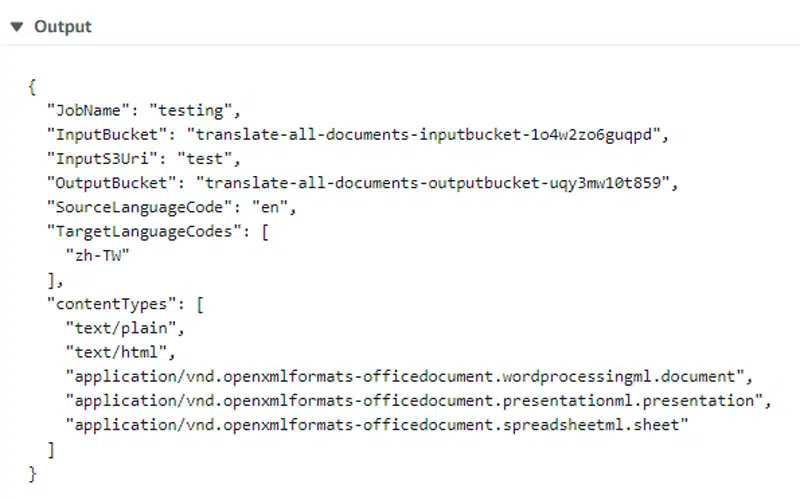 Output
{
"JobName": "testing",
"InputBucket": "translate-all-documents-inputbucket-1o4w2zo6guqpd",
"InputS3Uri": "test",
"OutputBucket": "translate-all-documents-outputbucket-uqy3mw10t859",
"SourceLanguageCode": "en",
"TargetLanguageCodes": [
"zh-TW"
],
"contentTypes": [
"text/plain",
"text/html",
"application/vnd.openxmlformats-officedocument.wordprocessingml.document",
"application/vnd.openxmlformats-officedocument.presentationml.presentation",
"application/vnd.openxmlformats-officedocument.spreadsheetml.sheet"
]
}